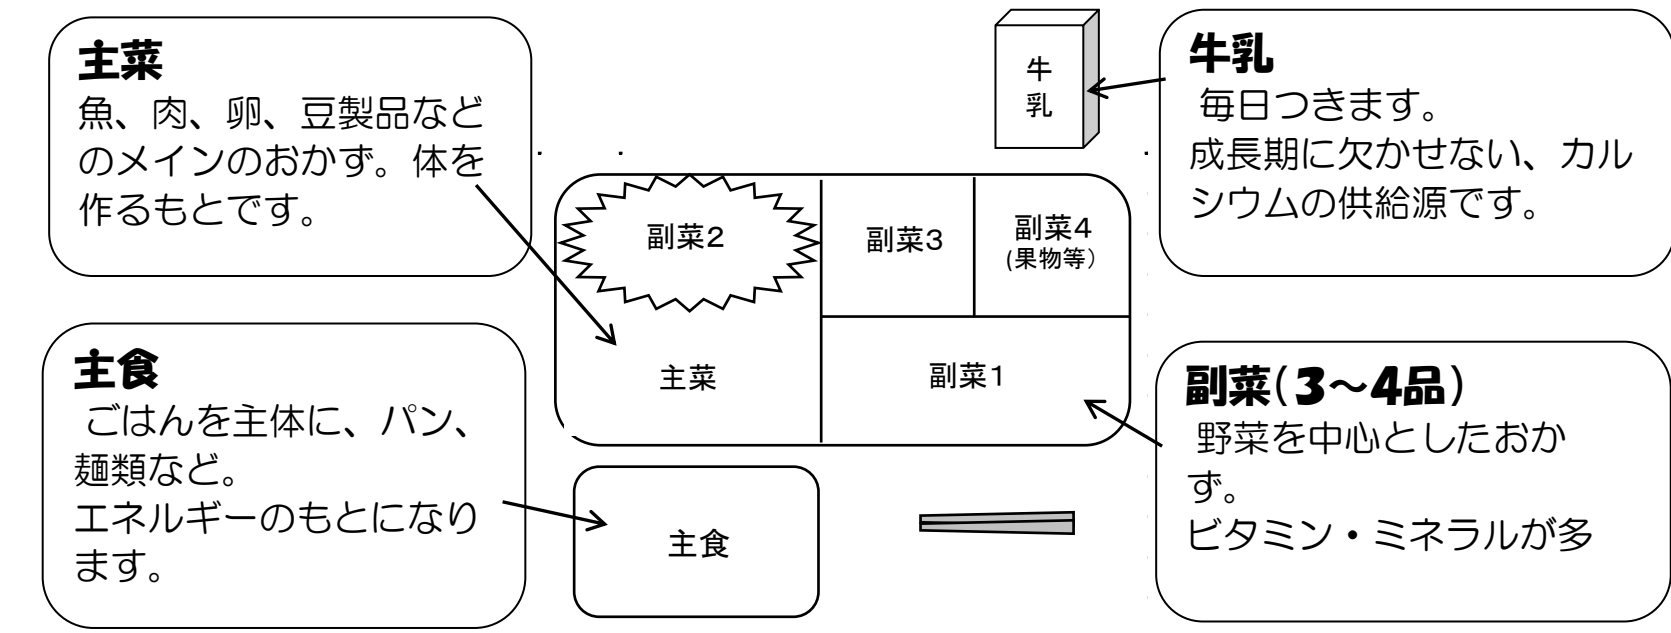 主菜
魚、肉、卵、豆製品など
のメインのおかず。体を
作るもとです。
牛
乳
牛乳
毎日つきます。
成長期に欠かせない、カル
シウムの供給源です。
副菜2
副菜3
副菜4
(果物等)
主菜
副菜1
主食
ごはんを主体に、パン、
麺類など。
エネルギーのもとになり
ます。
主食
副菜(3~4品)
野菜を中心としたおか
ず。
ビタミン・ミネラルが多